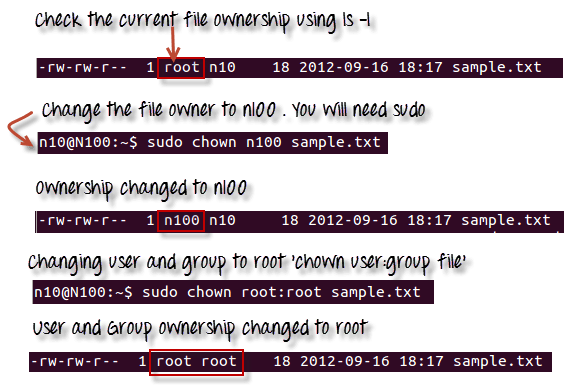 Check the current file ownership using ls -l
-rw-rw-r-- 1 root n10 18 2012-09-16 18:17 sample.txt
Change the file owner to n100 . You will need sudo
n10@N100:~$ sudo chown n100 sample.txt
Ownership changed to n100
-rw-rw-r-- 1 n100 n10 18 2012-09-16 18:17 sample.txt
Changing user and group to root 'chown user:group file'
n10@N100:~$ sudo chown root:root sample.txt
User and Group ownership changed to root
-rw-rw-r-- 1 root root 18 2012-09-16 18:17 sample.txt